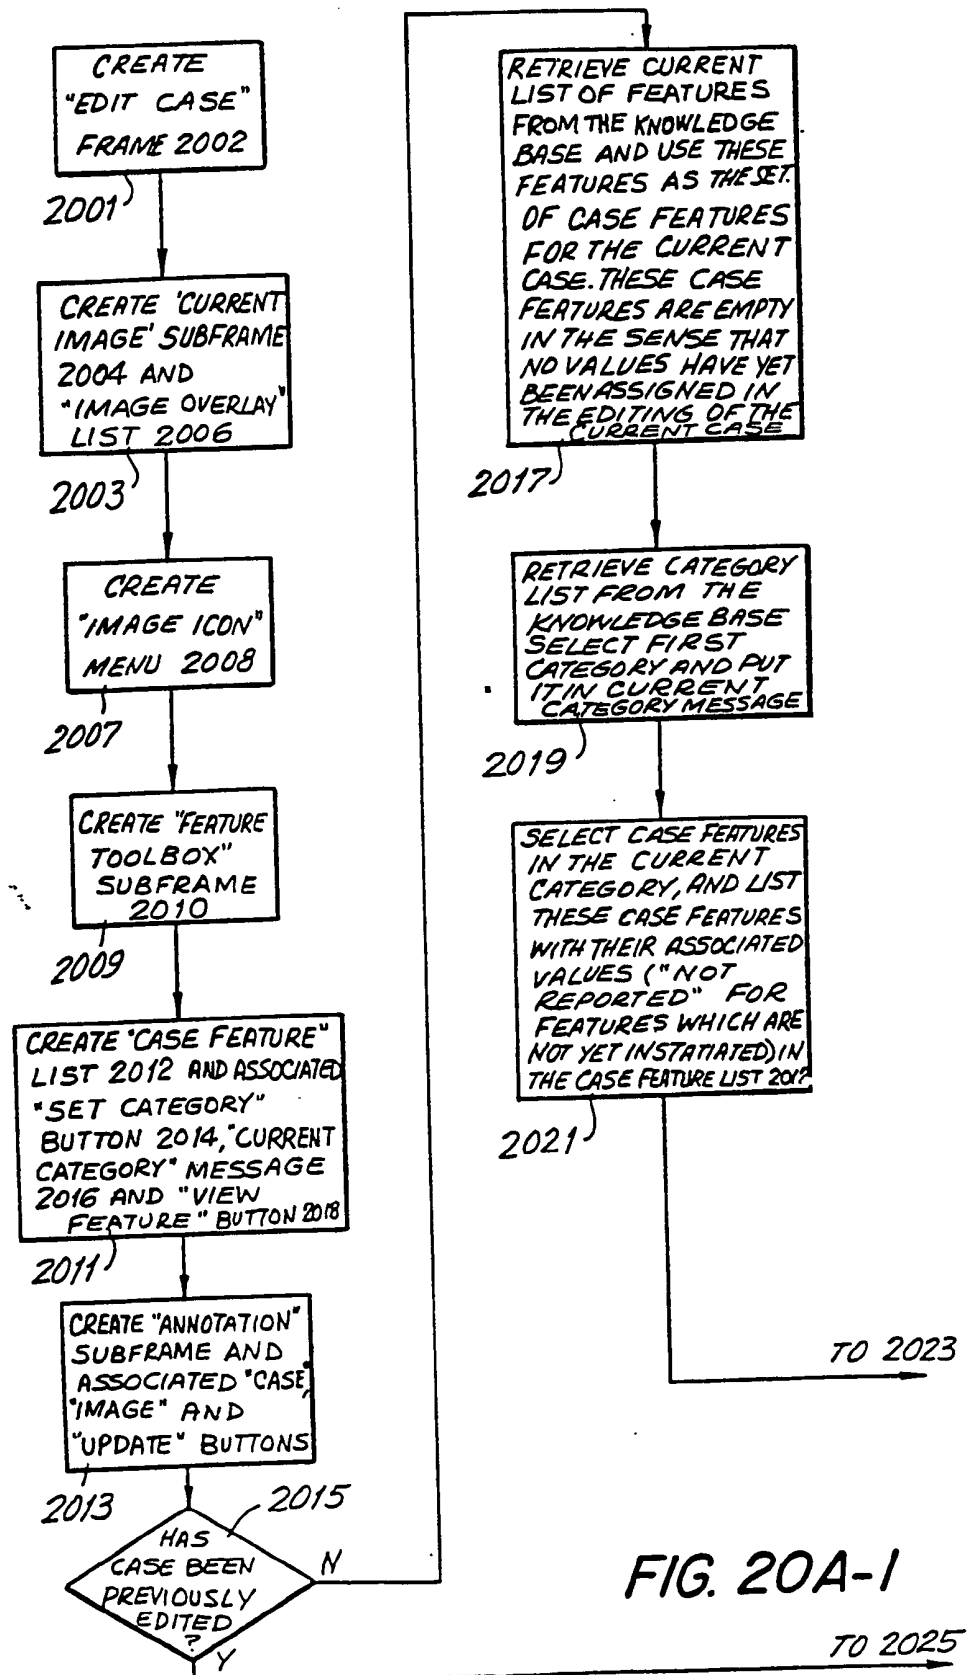 CREATE
"EDIT CASE"
FRAME 2002
2001
CREATE 'CURRENT
IMAGE' SUBFRAME
2004 AND
"IMAGE OVERLAY"
LIST 2006
2003
CREATE
"IMAGE ICON"
MENU 2008
2007
CREATE "FEATURE
TOOLBOX"
SUBFRAME
2010
2009
CREATE "CASE FEATURE"
LIST 2012 AND ASSOCIATED
"SET CATEGORY"
BUTTON 2014, "CURRENT
CATEGORY" MESSAGE
2016 AND "VIEW
FEATURE" BUTTON 2018
2011
CREATE "ANNOTATION"
SUBFRAME AND
ASSOCIATED "CASE,"
"IMAGE" AND
"UPDATE" BUTTONS
2013
2015
HAS
CASE BEEN
PREVIOUSLY
EDITED
?
N
Y
RETRIEVE CURRENT
LIST OF FEATURES
FROM THE KNOWLEDGE
BASE AND USE THESE
FEATURES AS THE SET
OF CASE FEATURES
FOR THE CURRENT
CASE. THESE CASE
FEATURES ARE EMPTY
IN THE SENSE THAT
NO VALUES HAVE YET
BEEN ASSIGNED IN
THE EDITING OF THE
CURRENT CASE
2017
RETRIEVE CATEGORY
LIST FROM THE
KNOWLEDGE BASE
SELECT FIRST
CATEGORY AND PUT
IT IN CURRENT
CATEGORY MESSAGE
2019
SELECT CASE FEATURES
IN THE CURRENT
CATEGORY, AND LIST
THESE CASE FEATURES
WITH THEIR ASSOCIATED
VALUES ("NOT
REPORTED" FOR
FEATURES WHICH ARE
NOT YET INSTATIATED) IN
THE CASE FEATURE LIST 2012
2021
TO 2023
FIG. 20A-1
TO 2025